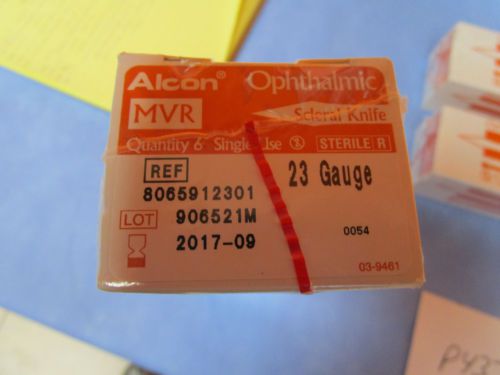 Alcon® Ophthalmic
MVR Scleral Knife
Quantity 6 Single Use STERILE R
REF 23 Gauge
8065912301
LOT 906521M
2017-09 0054
03-9461